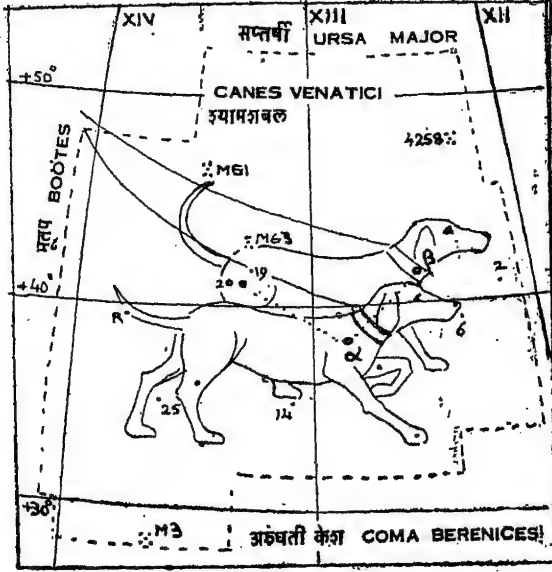 XIV XIII XII
सप्तर्षी URSA MAJOR
+50°
CANES VENATICI
श्यामशबल
4258
M61
भूतप BOOTES
M63
4
β
19
2
20
+40°
R
6
α
25
14
+30°
M3
अरुंधती केश COMA BERENICES